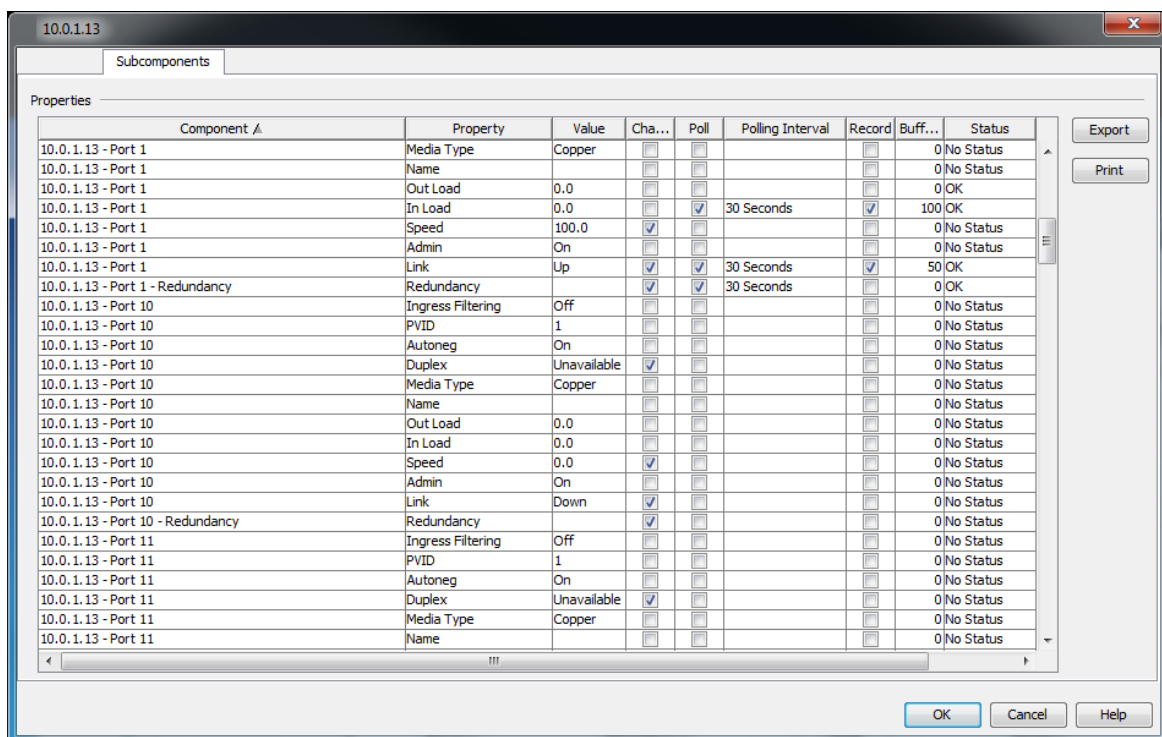 10.0.1.13
Subcomponents
Properties
Component Property Value Cha... Poll Polling Interval Record Buff... Status
10.0.1.13 - Port 1 Media Type Copper 0 No Status
10.0.1.13 - Port 1 Name 0 No Status
10.0.1.13 - Port 1 Out Load 0.0 0 OK
10.0.1.13 - Port 1 In Load 0.0 30 Seconds 100 OK
10.0.1.13 - Port 1 Speed 100.0 0 No Status
10.0.1.13 - Port 1 Admin On 0 No Status
10.0.1.13 - Port 1 Link Up 30 Seconds 50 OK
10.0.1.13 - Port 1 - Redundancy Redundancy 30 Seconds 0 OK
10.0.1.13 - Port 10 Ingress Filtering Off 0 No Status
10.0.1.13 - Port 10 PVID 1 0 No Status
10.0.1.13 - Port 10 Autoneg On 0 No Status
10.0.1.13 - Port 10 Duplex Unavailable 0 No Status
10.0.1.13 - Port 10 Media Type Copper 0 No Status
10.0.1.13 - Port 10 Name 0 No Status
10.0.1.13 - Port 10 Out Load 0.0 0 No Status
10.0.1.13 - Port 10 In Load 0.0 0 No Status
10.0.1.13 - Port 10 Speed 0.0 0 No Status
10.0.1.13 - Port 10 Admin On 0 No Status
10.0.1.13 - Port 10 Link Down 0 No Status
10.0.1.13 - Port 10 - Redundancy Redundancy 0 No Status
10.0.1.13 - Port 11 Ingress Filtering Off 0 No Status
10.0.1.13 - Port 11 PVID 1 0 No Status
10.0.1.13 - Port 11 Autoneg On 0 No Status
10.0.1.13 - Port 11 Duplex Unavailable 0 No Status
10.0.1.13 - Port 11 Media Type Copper 0 No Status
10.0.1.13 - Port 11 Name 0 No Status
Export
Print
OK Cancel Help